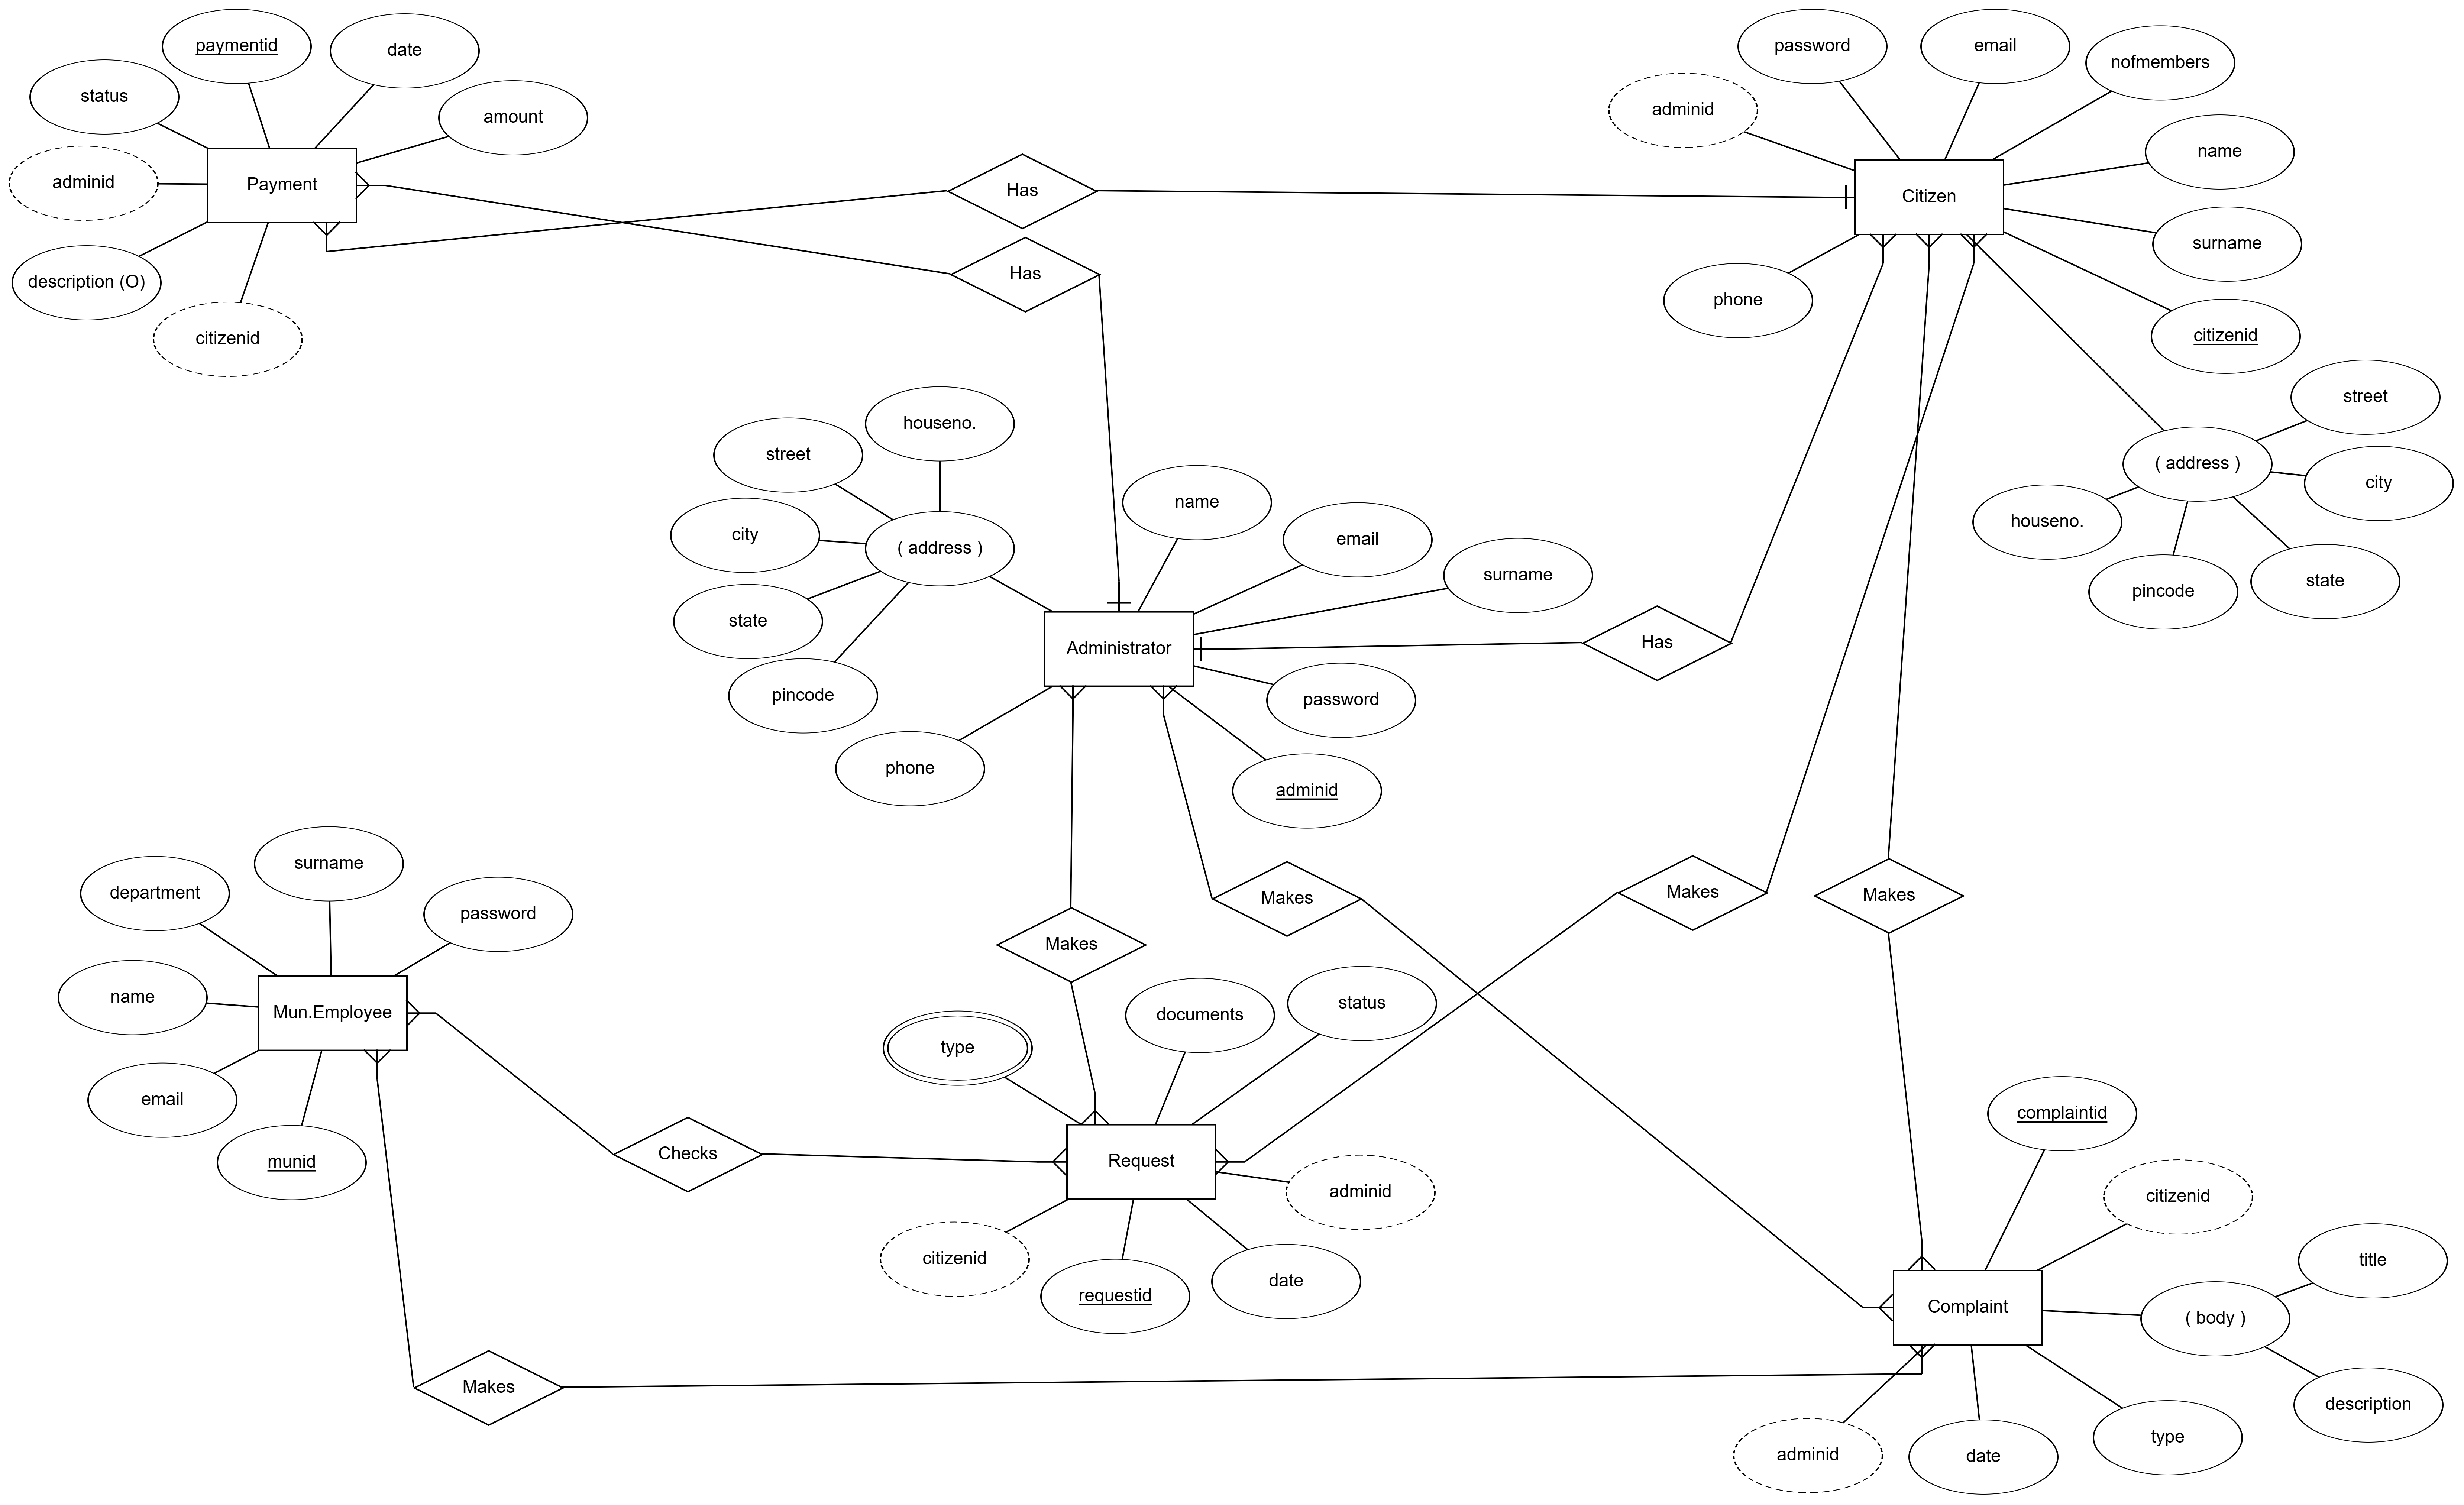 paymentid
date
status
amount
adminid
Payment
description (O)
citizenid
Has
Has
password
email
nofmembers
adminid
name
Citizen
surname
phone
citizenid
street
( address )
city
houseno.
pincode
state
houseno.
street
name
city
( address )
email
surname
state
Administrator
Has
pincode
password
phone
adminid
surname
department
password
Makes
Makes
Makes
Makes
name
Mun.Employee
documents
status
type
email
munid
Checks
Request
adminid
citizenid
requestid
date
complaintid
citizenid
title
Complaint
( body )
Makes
description
adminid
date
type